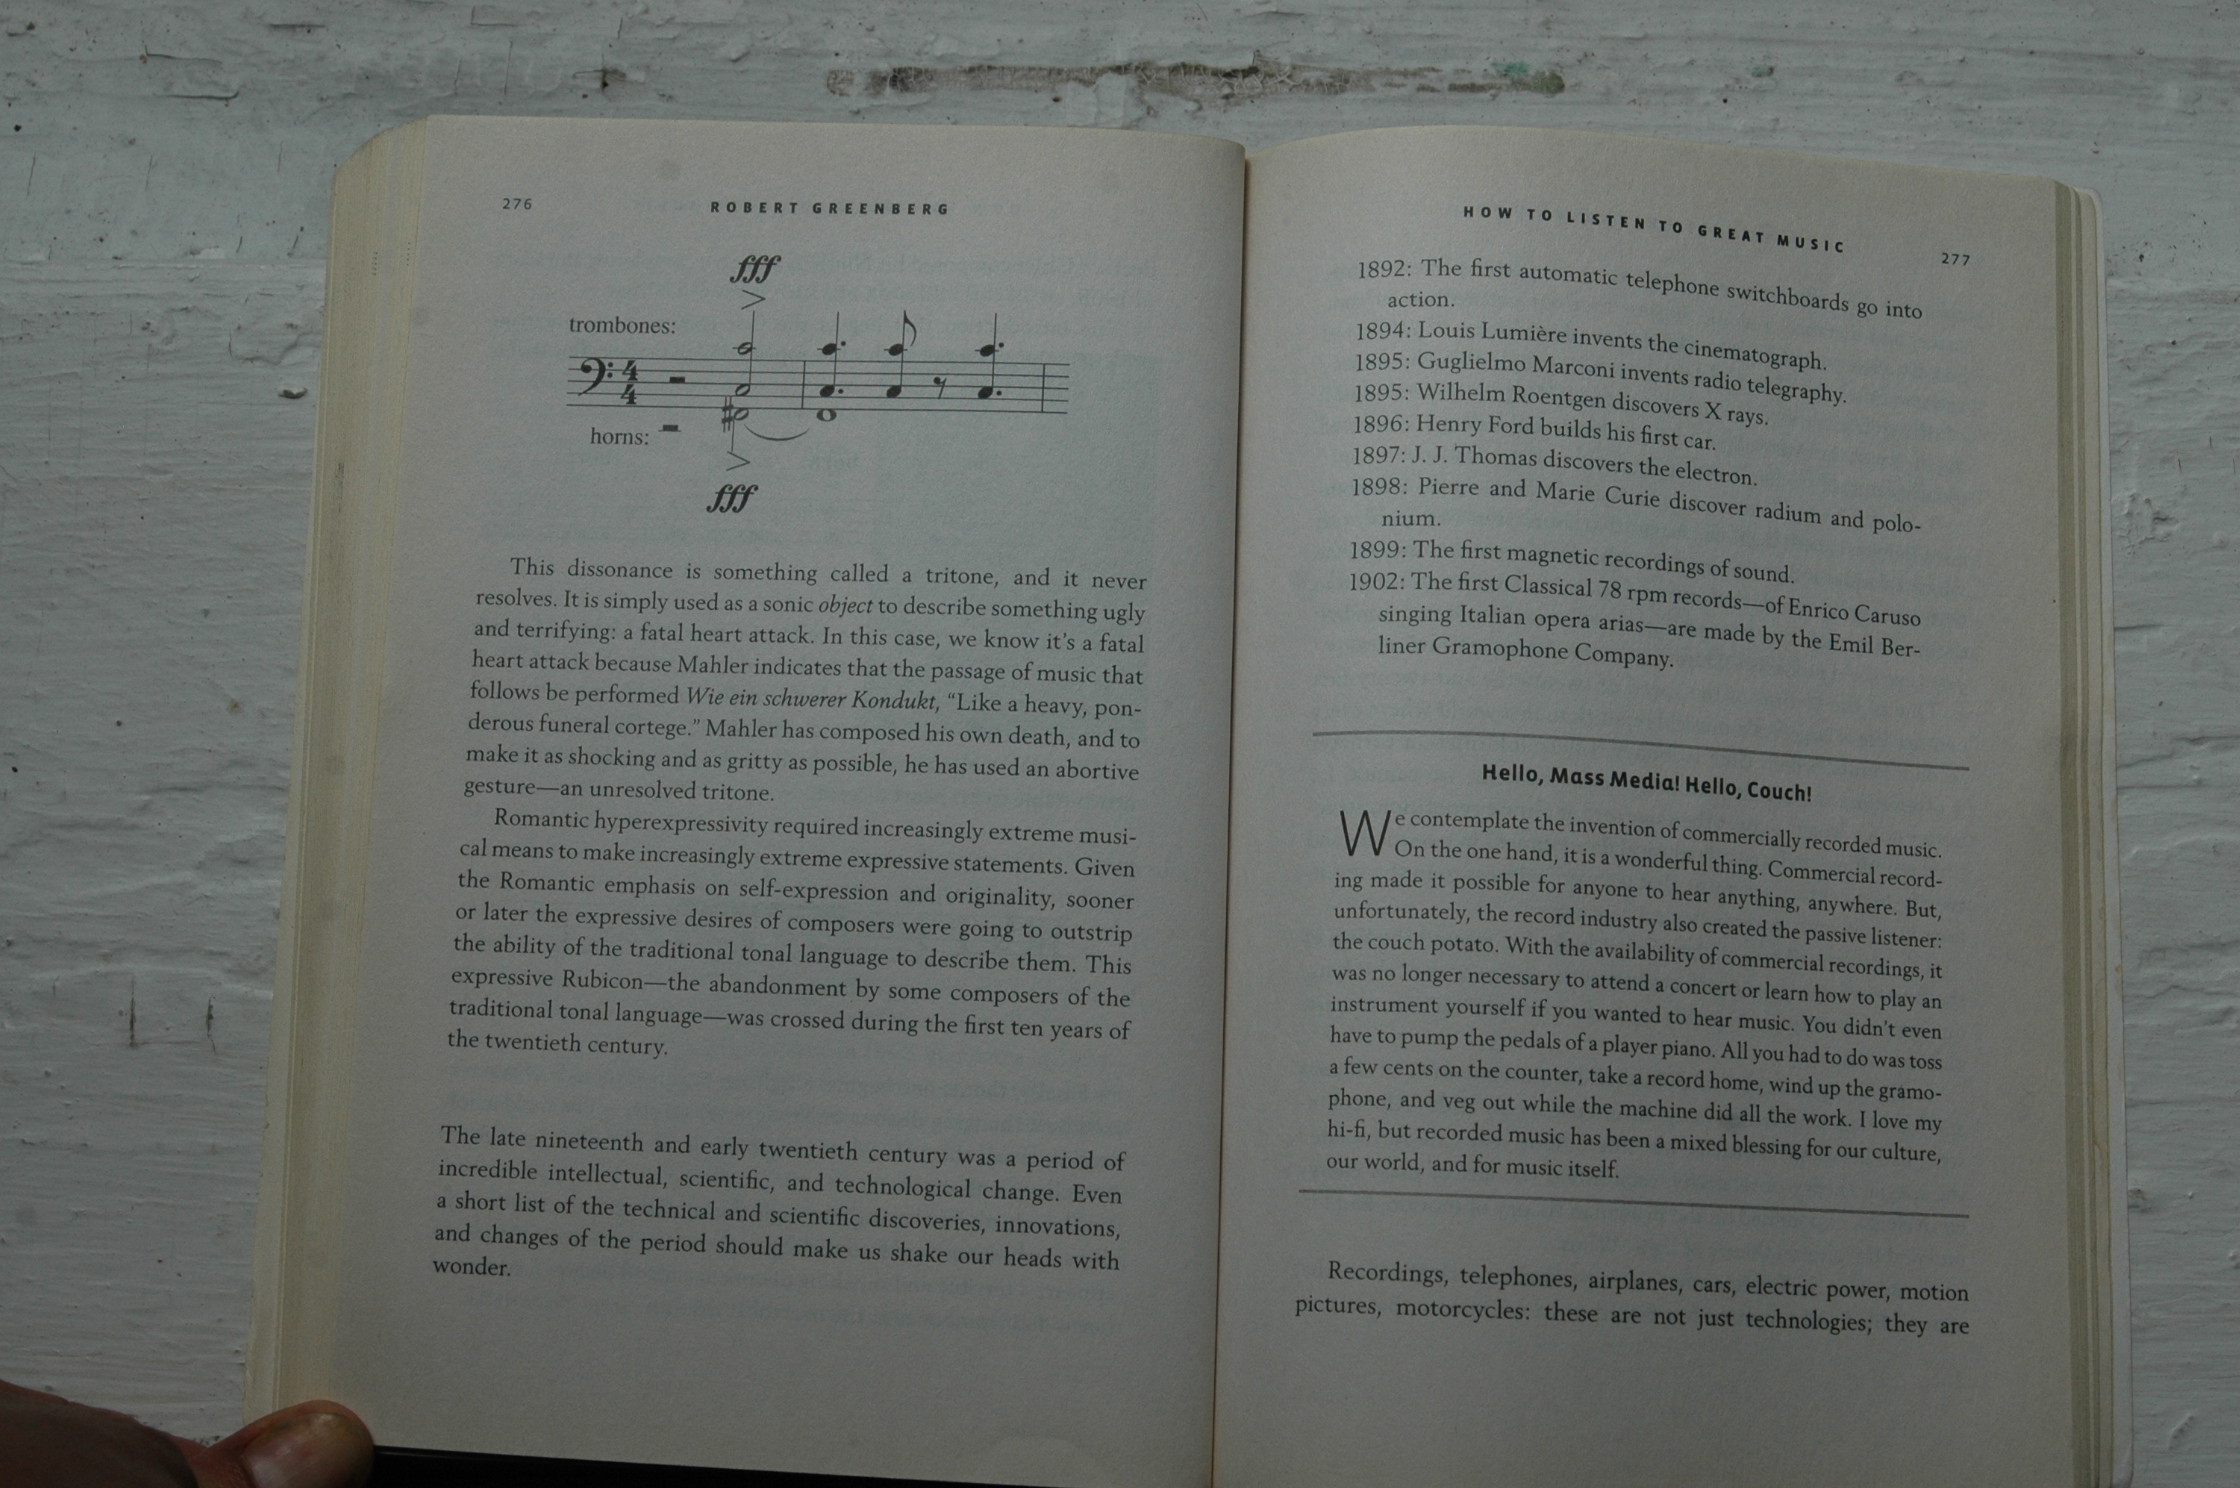 276
ROBERT GREENBERG
fff
>
trombones:
4
4
horns:
>
fff
This dissonance is something called a tritone, and it never
resolves. It is simply used as a sonic object to describe something ugly
and terrifying: a fatal heart attack. In this case, we know it's a fatal
heart attack because Mahler indicates that the passage of music that
follows be performed Wie ein schwerer Kondukt, “Like a heavy, pon-
derous funeral cortege.” Mahler has composed his own death, and to
make it as shocking and as gritty as possible, he has used an abortive
gesture—an unresolved tritone.
Romantic hyperexpressivity required increasingly extreme musi-
cal means to make increasingly extreme expressive statements. Given
the Romantic emphasis on self-expression and originality, sooner
or later the expressive desires of composers were going to outstrip
the ability of the traditional tonal language to describe them. This
expressive Rubicon—the abandonment by some composers of the
traditional tonal language—was crossed during the first ten years of
the twentieth century.
The late nineteenth and early twentieth century was a period of
incredible intellectual, scientific, and technological change. Even
a short list of the technical and scientific discoveries, innovations,
and changes of the period should make us shake our heads with
wonder.
HOW TO LISTEN TO GREAT MUSIC
277
1892: The first automatic telephone switchboards go into
action.
1894: Louis Lumière invents the cinematograph.
1895: Guglielmo Marconi invents radio telegraphy.
1895: Wilhelm Roentgen discovers X rays.
1896: Henry Ford builds his first car.
1897: J. J. Thomas discovers the electron.
1898: Pierre and Marie Curie discover radium and polo-
nium.
1899: The first magnetic recordings of sound.
1902: The first Classical 78 rpm records—of Enrico Caruso
singing Italian opera arias—are made by the Emil Ber-
liner Gramophone Company.
Hello, Mass Media! Hello, Couch!
We contemplate the invention of commercially recorded music.
On the one hand, it is a wonderful thing. Commercial record-
ing made it possible for anyone to hear anything, anywhere. But,
unfortunately, the record industry also created the passive listener:
the couch potato. With the availability of commercial recordings, it
was no longer necessary to attend a concert or learn how to play an
instrument yourself if you wanted to hear music. You didn't even
have to pump the pedals of a player piano. All you had to do was toss
a few cents on the counter, take a record home, wind up the gramo-
phone, and veg out while the machine did all the work. I love my
hi-fi, but recorded music has been a mixed blessing for our culture,
our world, and for music itself.
Recordings, telephones, airplanes, cars, electric power, motion
pictures, motorcycles: these are not just technologies; they are